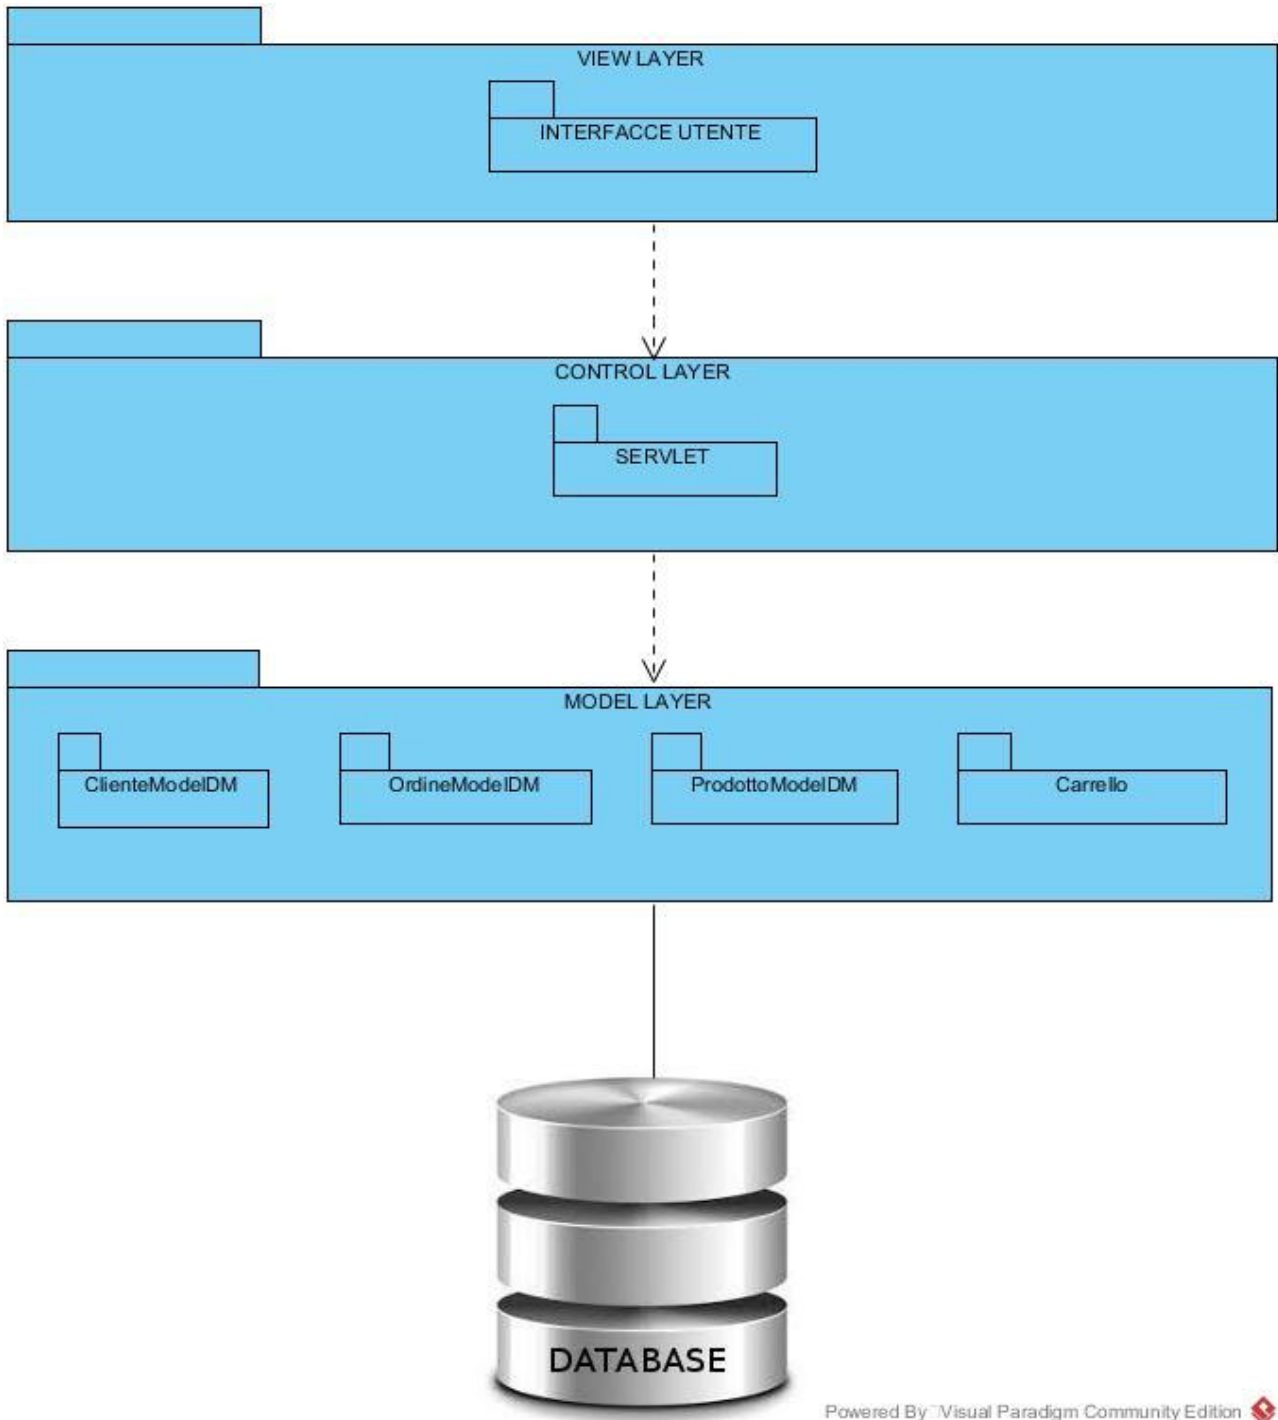 VIEW LAYER
INTERFACCE UTENTE
CONTROL LAYER
SERVLET
MODEL LAYER
ClienteModelDM
OrdineModelDM
ProdottoModelDM
Carrello
DATABASE
Powered By Visual Paradigm Community Edition